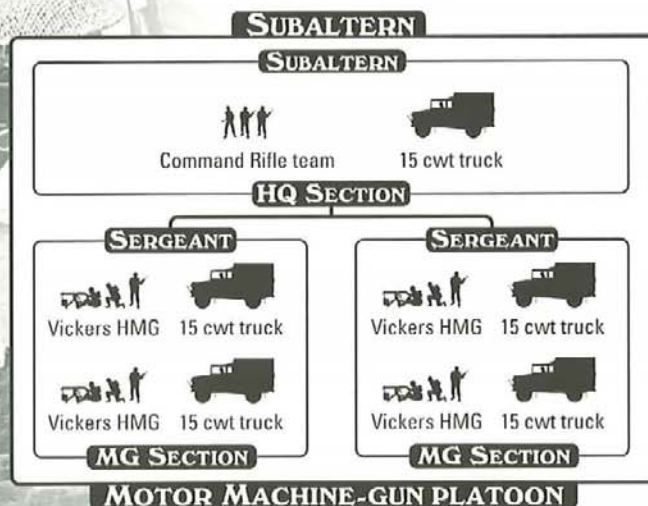 SUBALTERN
SUBALTERN
Command Rifle team 15 cwt truck
HQ SECTION
SERGEANT SERGEANT
Vickers HMG 15 cwt truck Vickers HMG 15 cwt truck
Vickers HMG 15 cwt truck Vickers HMG 15 cwt truck
MG SECTION MG SECTION
MOTOR MACHINE-GUN PLATOON